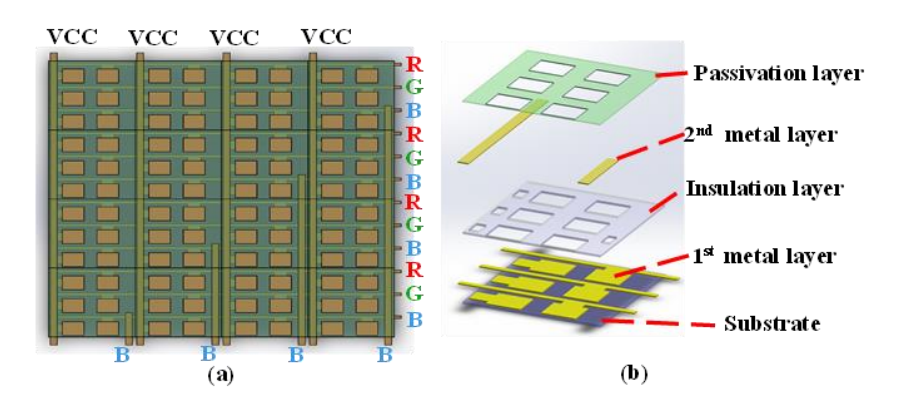 VCC VCC VCC VCC
R
G
B
R
G
B
R
G
B
R
G
B
B B B B
(a)
Passivation layer
2nd metal layer
Insulation layer
1st metal layer
Substrate
(b)